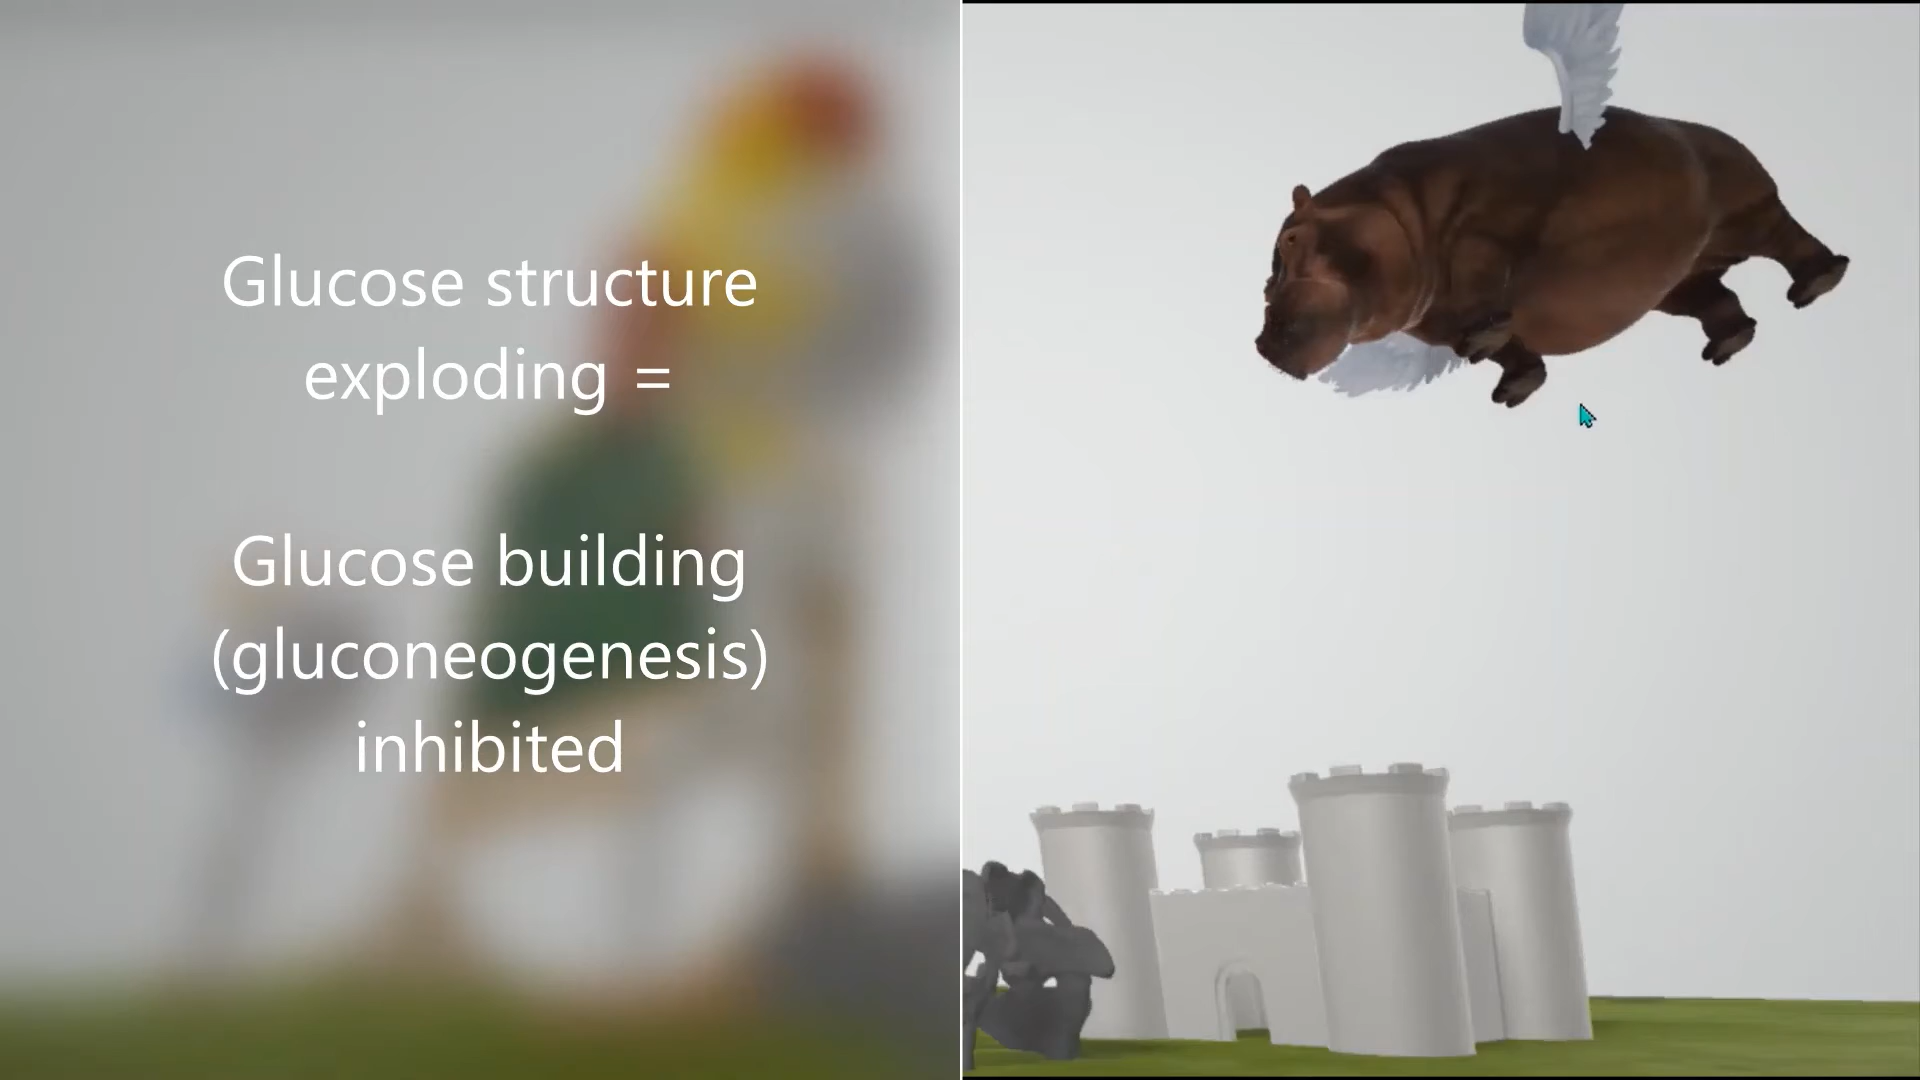 Glucose structure
exploding =
Glucose building
(gluconeogenesis)
inhibited